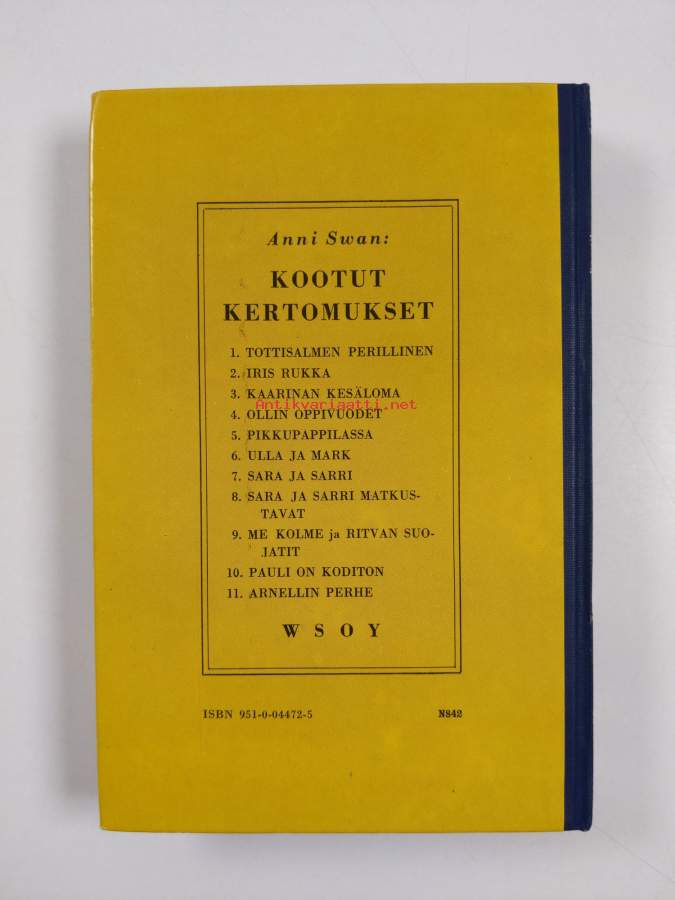 Anni Swan:
KOOTUT
KERTOMUKSET
1. TOTTISALMEN PERILLINEN
2. IRIS RUKKA
3. KAARINAN KESÄLOMA
Antikvariaatti.net
4. OLLIN OPPIVUODET
5. PIKKUPAPPILASSA
6. ULLA JA MARK
7. SARA JA SARRI
8. SARA JA SARRI MATKUS-
TAVAT
9. ME KOLME ja RITVAN SUO-
JATIT
10. PAULI ON KODITON
11. ARNELLIN PERHE
WSOY
ISBN 951-0-04472-5 N842